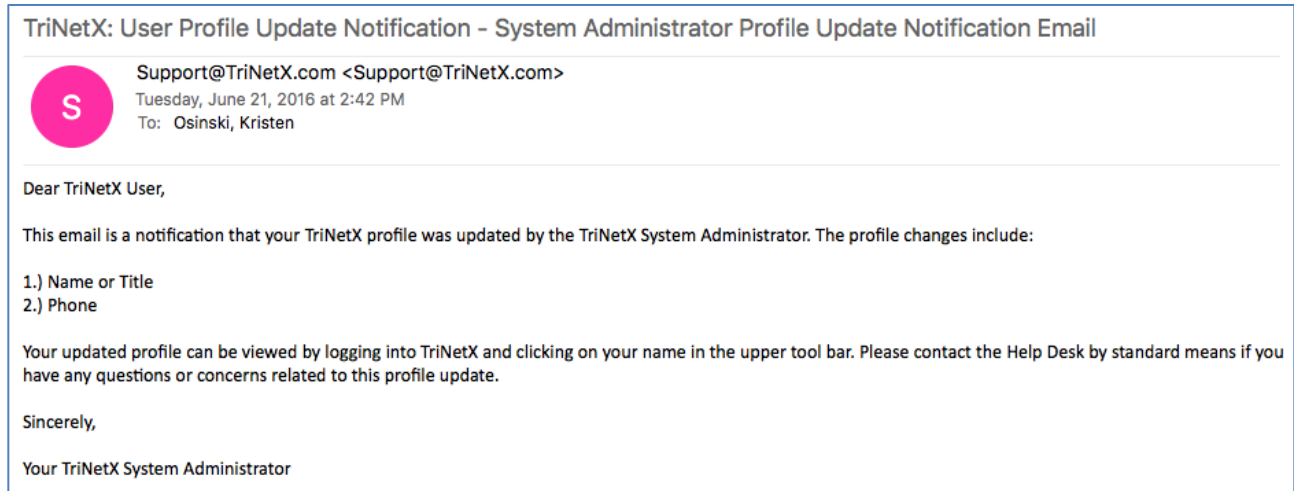 TriNetX: User Profile Update Notification - System Administrator Profile Update Notification Email
S
Support@TriNetX.com <Support@TriNetX.com>
Tuesday, June 21, 2016 at 2:42 PM
To: Osinski, Kristen
Dear TriNetX User,
This email is a notification that your TriNetX profile was updated by the TriNetX System Administrator. The profile changes include:
1.) Name or Title
2.) Phone
Your updated profile can be viewed by logging into TriNetX and clicking on your name in the upper tool bar. Please contact the Help Desk by standard means if you
have any questions or concerns related to this profile update.
Sincerely,
Your TriNetX System Administrator